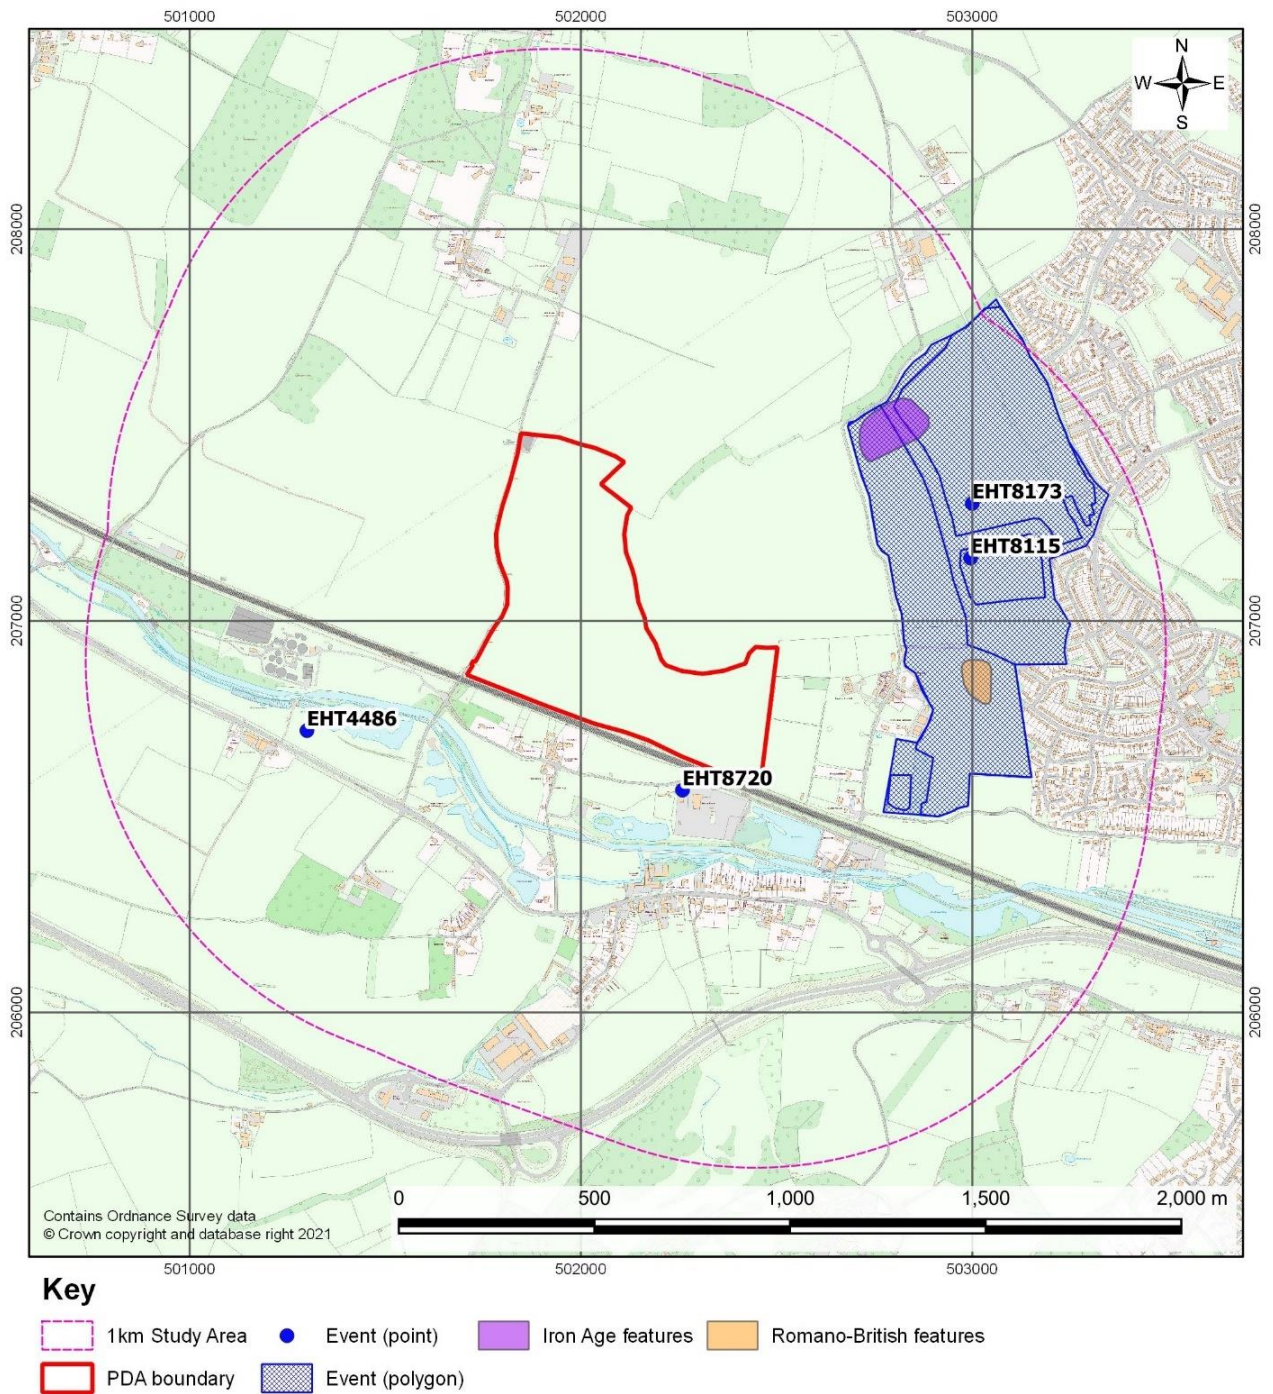 501000 502000 503000
N
W E
S
208000 208000
EHT8173
EHT8115
207000 207000
EHT4486
EHT8720
206000 206000
0 500 1,000 1,500 2,000 m
Contains Ordnance Survey data
© Crown copyright and database right 2021
501000 502000 503000
Key
1km Study Area Event (point) Iron Age features Romano-British features
PDA boundary Event (polygon)